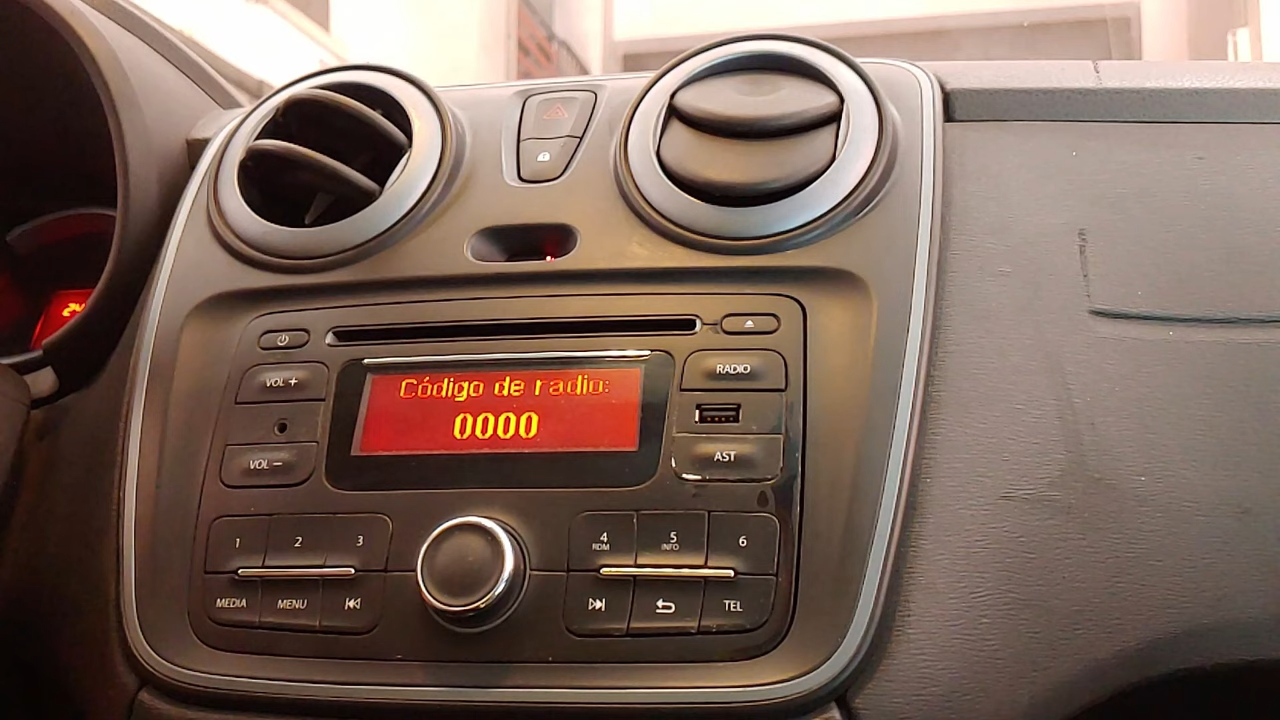 VOL +
VOL −
Código de radio:
0000
RADIO
AST
1 2 3
4 5 6
RDM INFO
MEDIA MENU
TEL